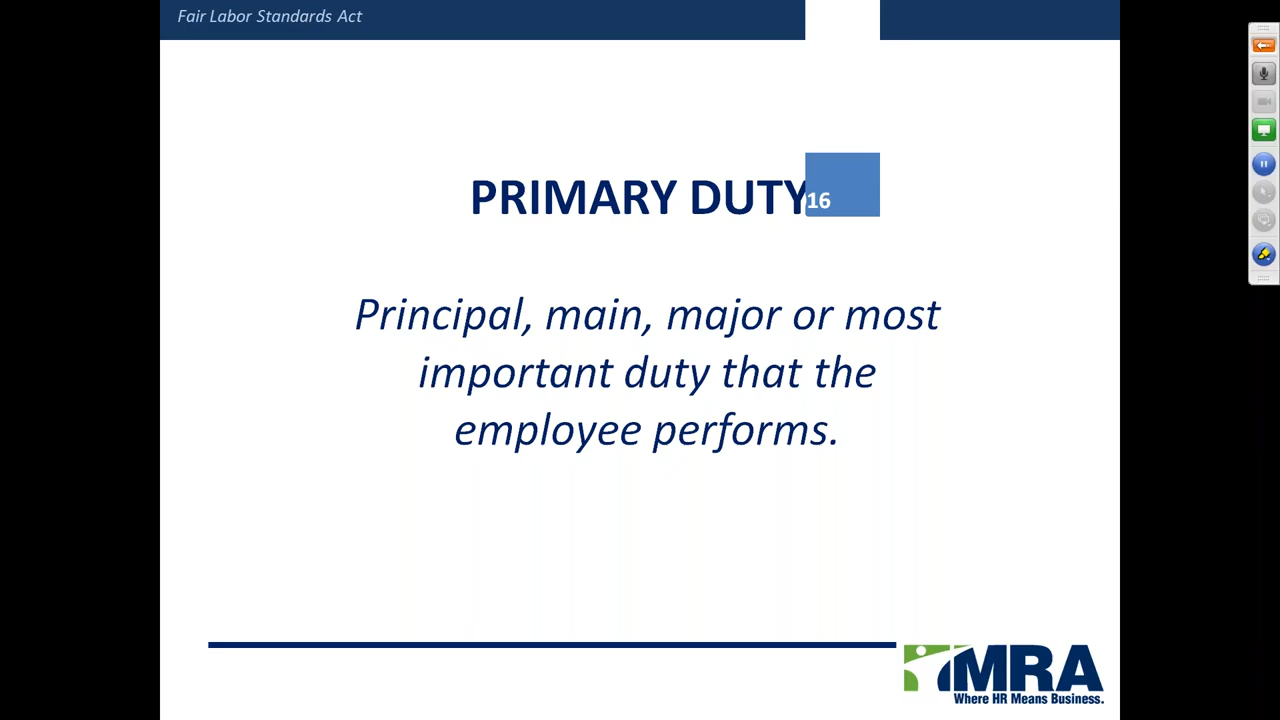 Fair Labor Standards Act
PRIMARY DUTY
16
Principal, main, major or most
important duty that the
employee performs.
MRA
Where HR Means Business.